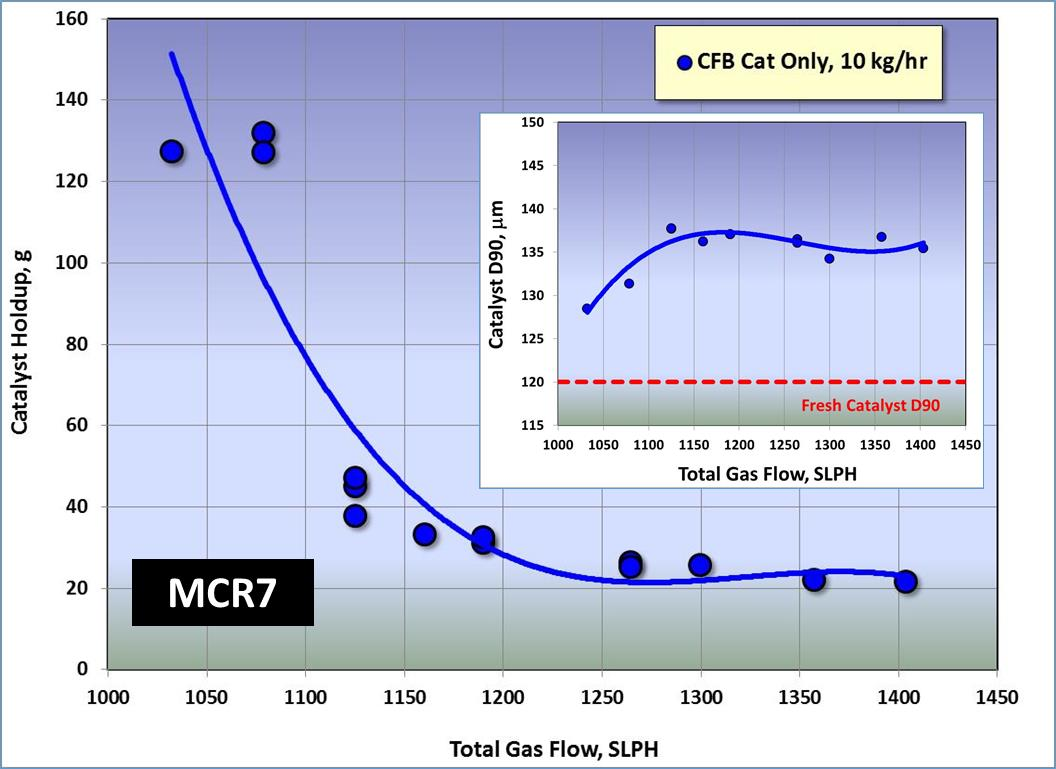 160
140
120
100
80
60
40
20
0
Catalyst Holdup, g
CFB Cat Only, 10 kg/hr
150
145
140
135
130
125
120
115
Catalyst D90, μm
Fresh Catalyst D90
1000 1050 1100 1150 1200 1250 1300 1350 1400 1450
Total Gas Flow, SLPH
MCR7
1000 1050 1100 1150 1200 1250 1300 1350 1400 1450
Total Gas Flow, SLPH